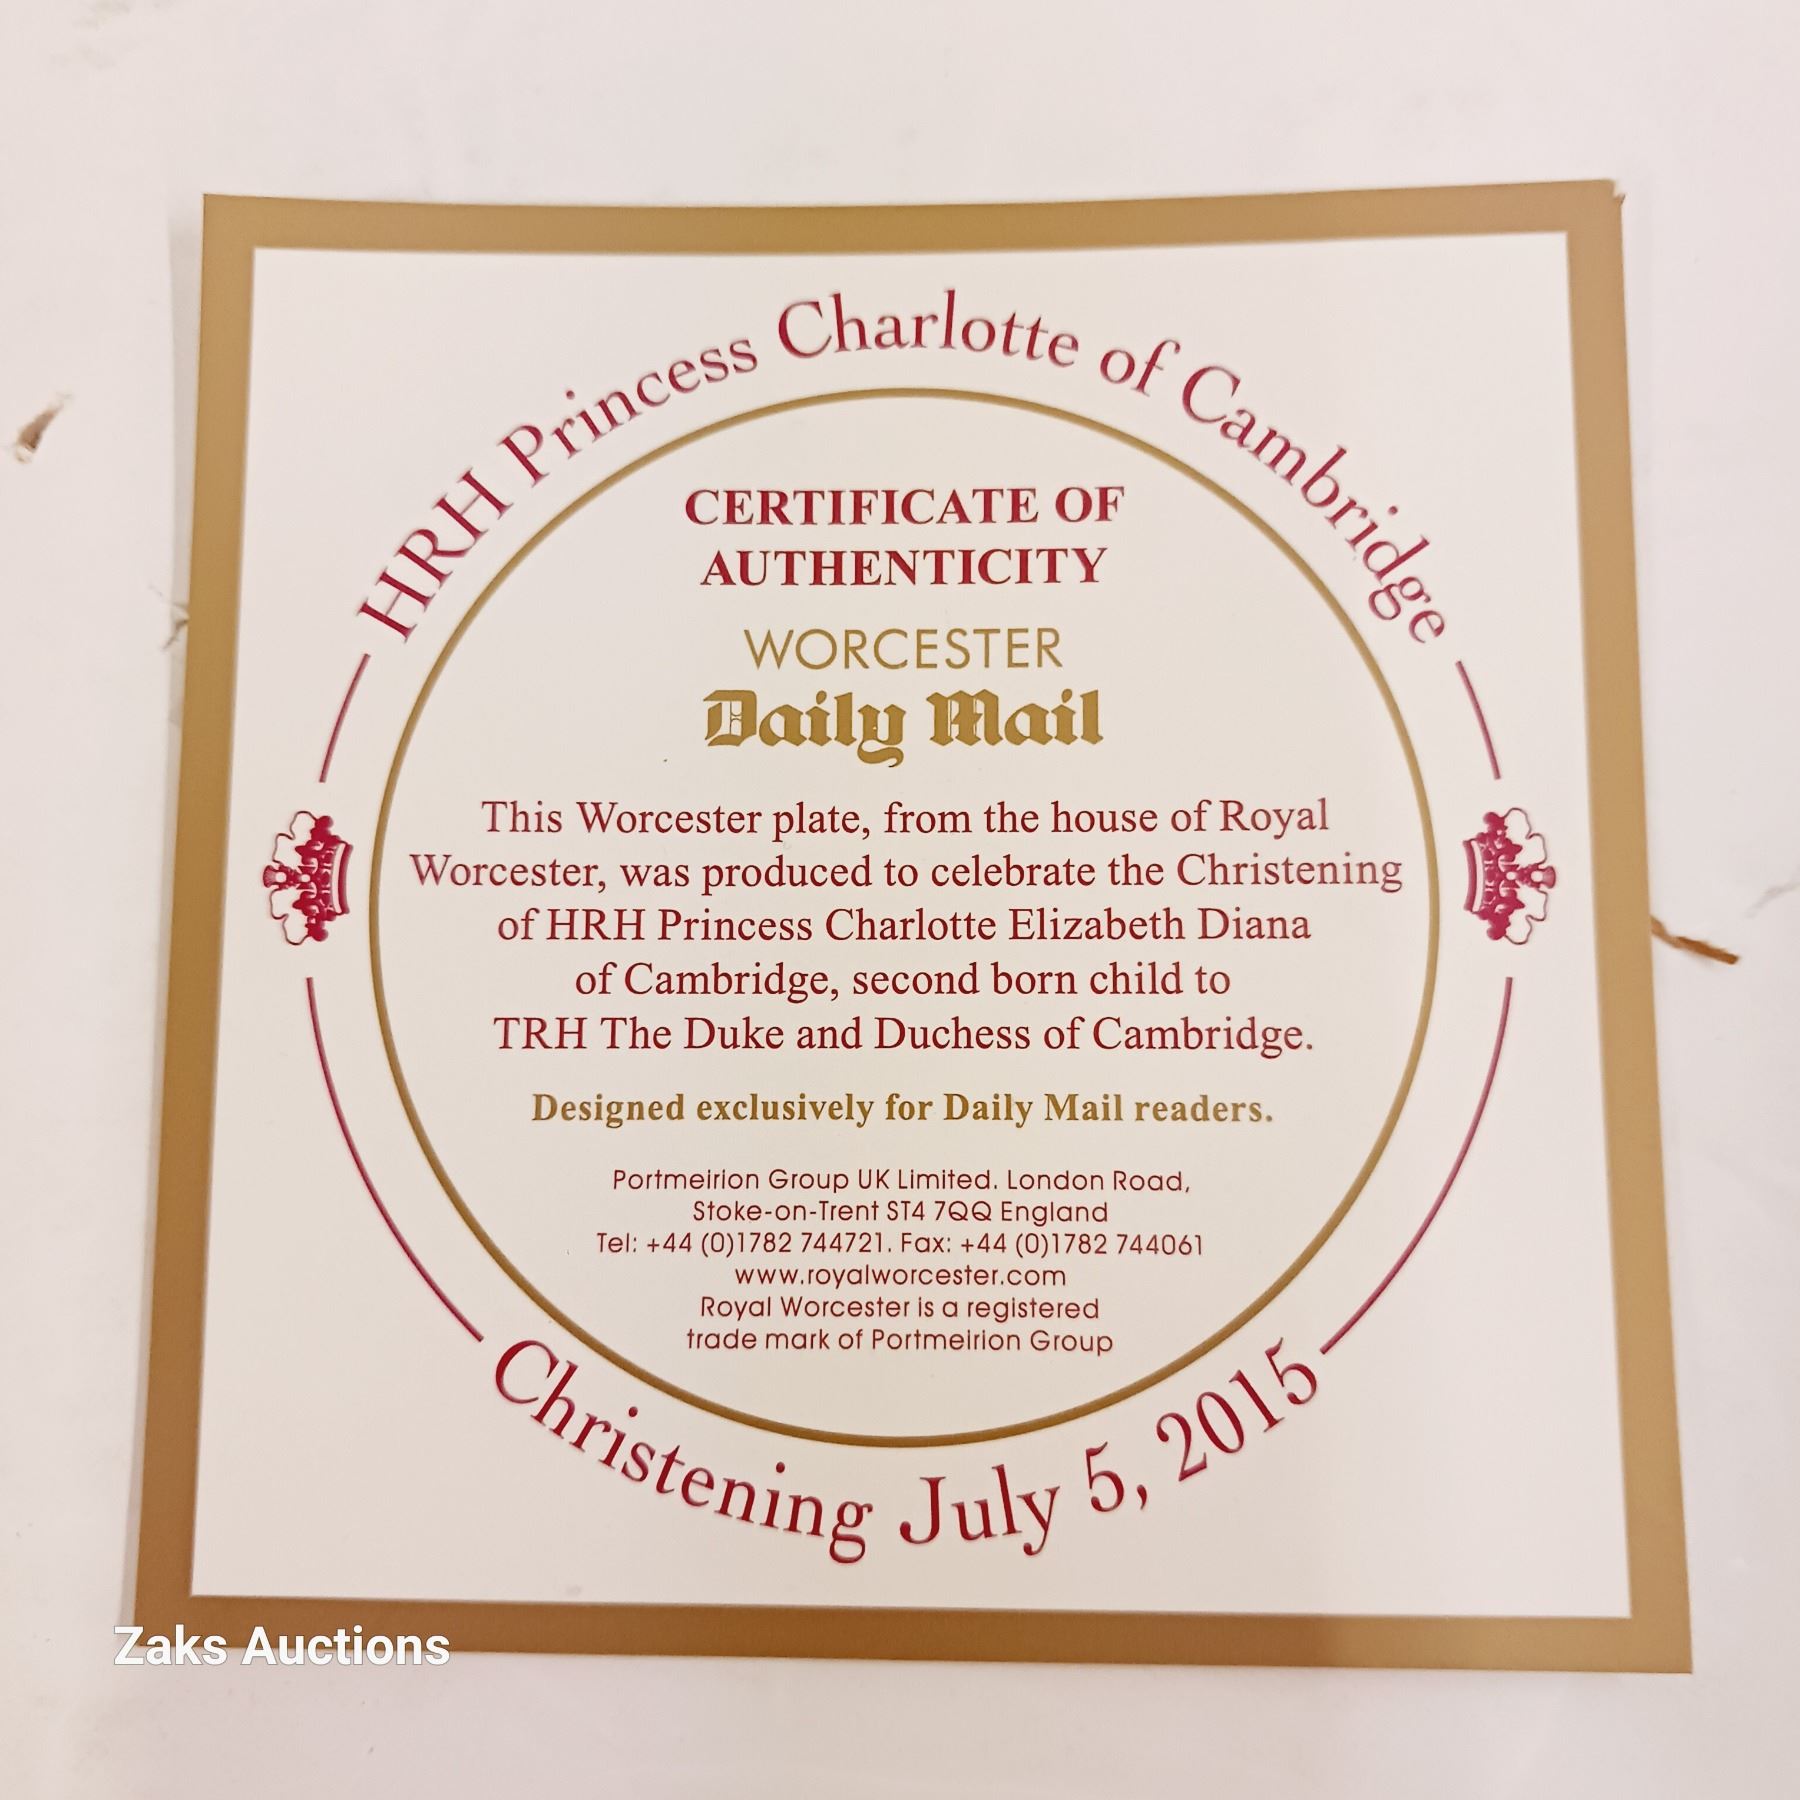 HRH Princess Charlotte of Cambridge
CERTIFICATE OF
AUTHENTICITY
WORCESTER
Daily Mail
This Worcester plate, from the house of Royal
Worcester, was produced to celebrate the Christening
of HRH Princess Charlotte Elizabeth Diana
of Cambridge, second born child to
TRH The Duke and Duchess of Cambridge.
Designed exclusively for Daily Mail readers.
Portmeirion Group UK Limited. London Road,
Stoke-on-Trent ST4 7QQ England
Tel: +44 (0)1782 744721. Fax: +44 (0)1782 744061
www.royalworcester.com
Royal Worcester is a registered
trade mark of Portmeirion Group
Christening July 5, 2015
Zaks Auctions